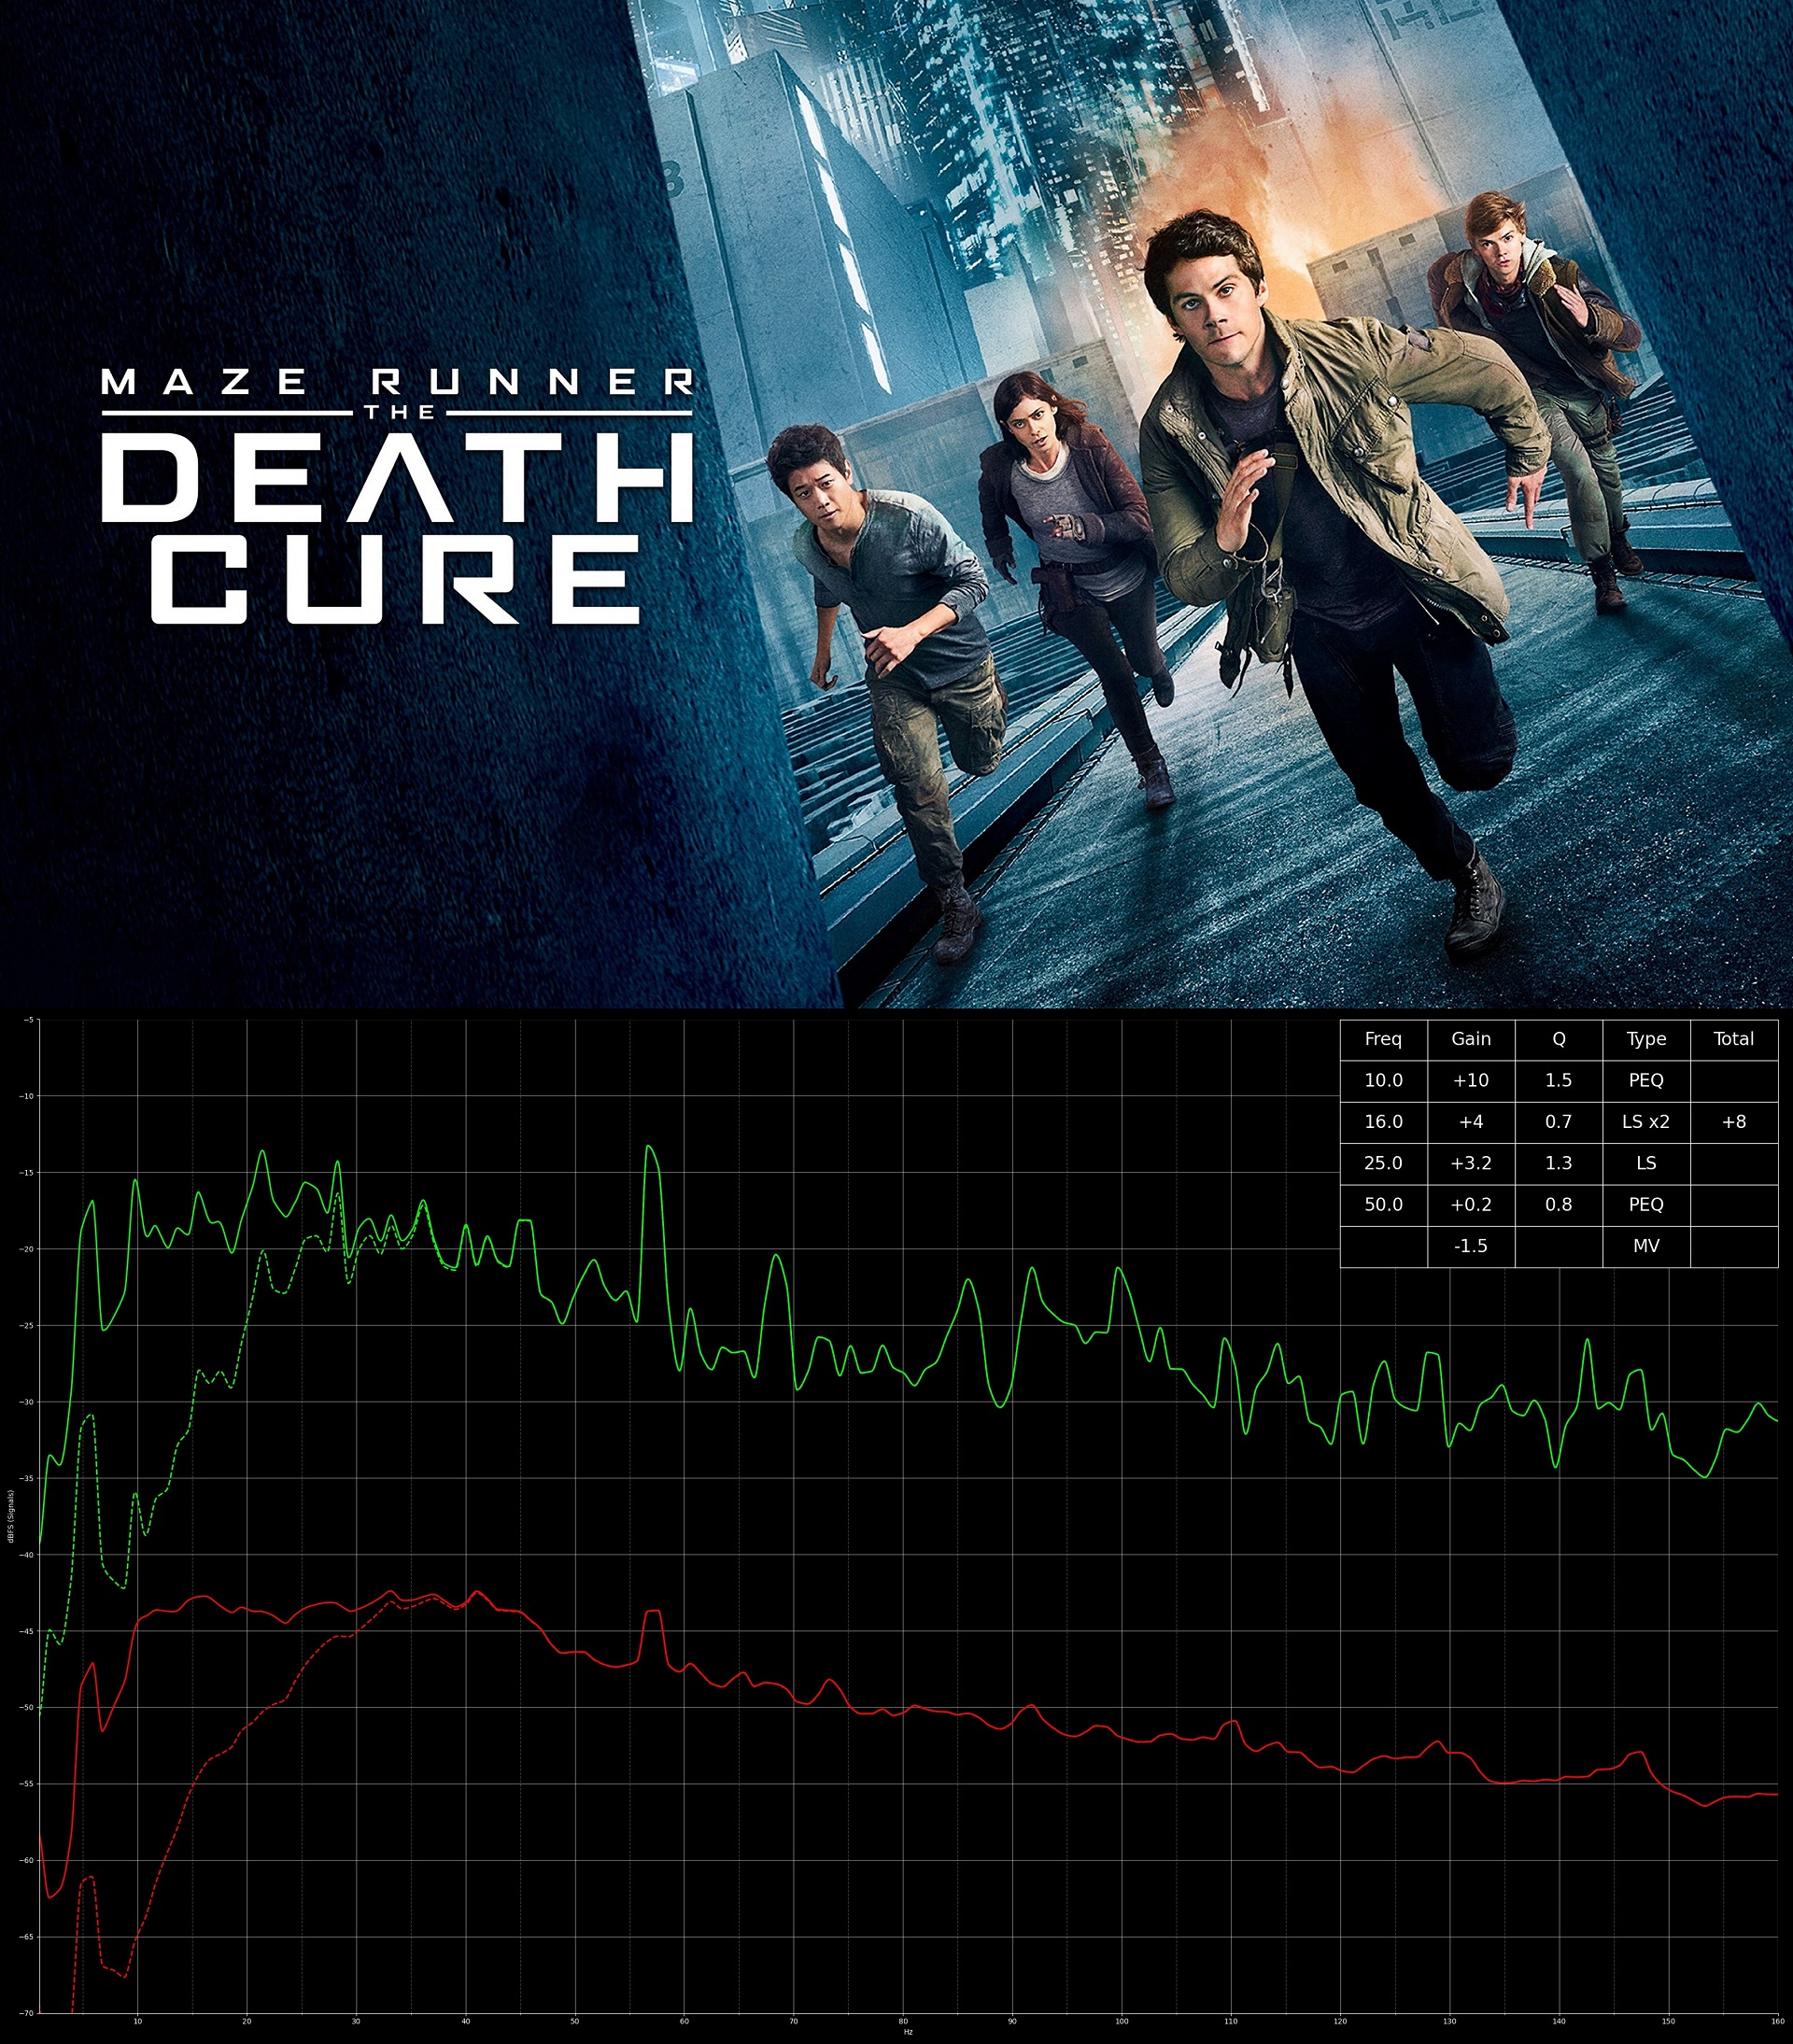 MAZE RUNNER
THE
DEATH
CURE
Freq Gain Q Type Total
10.0 +10 1.5 PEQ
16.0 +4 0.7 LS x2 +8
25.0 +3.2 1.3 LS
50.0 +0.2 0.8 PEQ
-1.5 MV
−5
−10
−15
−20
−25
−30
−35
−40
−45
−50
−55
−60
−65
−70
dBFS (Signals)
10 20 30 40 50 60 70 80 90 100 110 120 130 140 150 160
Hz